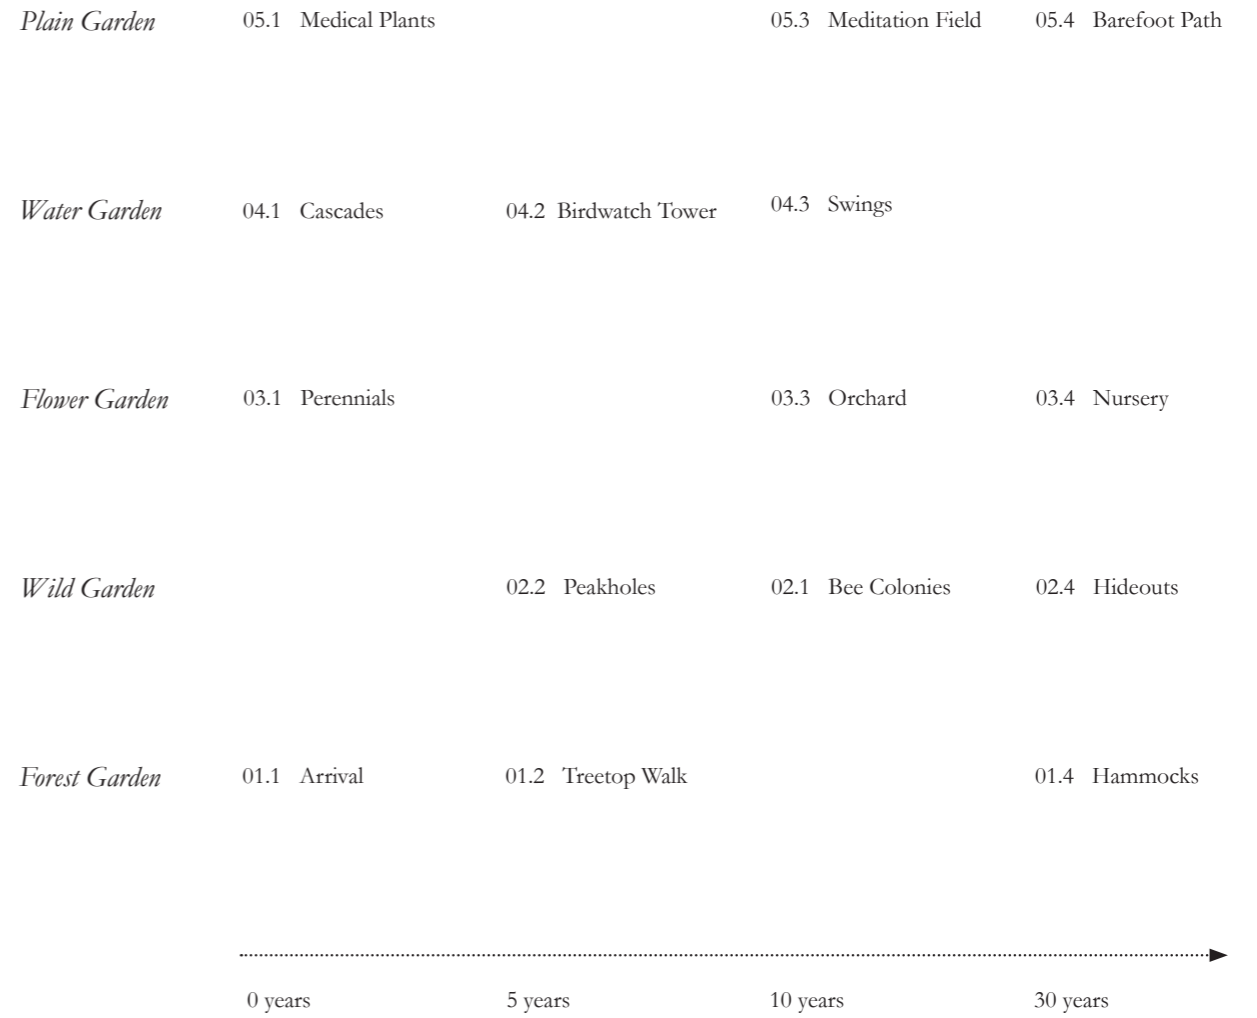 Plain Garden 05.1 Medical Plants 05.3 Meditation Field 05.4 Barefoot Path
Water Garden 04.1 Cascades 04.2 Birdwatch Tower 04.3 Swings
Flower Garden 03.1 Perennials 03.3 Orchard 03.4 Nursery
Wild Garden 02.2 Peakholes 02.1 Bee Colonies 02.4 Hideouts
Forest Garden 01.1 Arrival 01.2 Treetop Walk 01.4 Hammocks
0 years 5 years 10 years 30 years